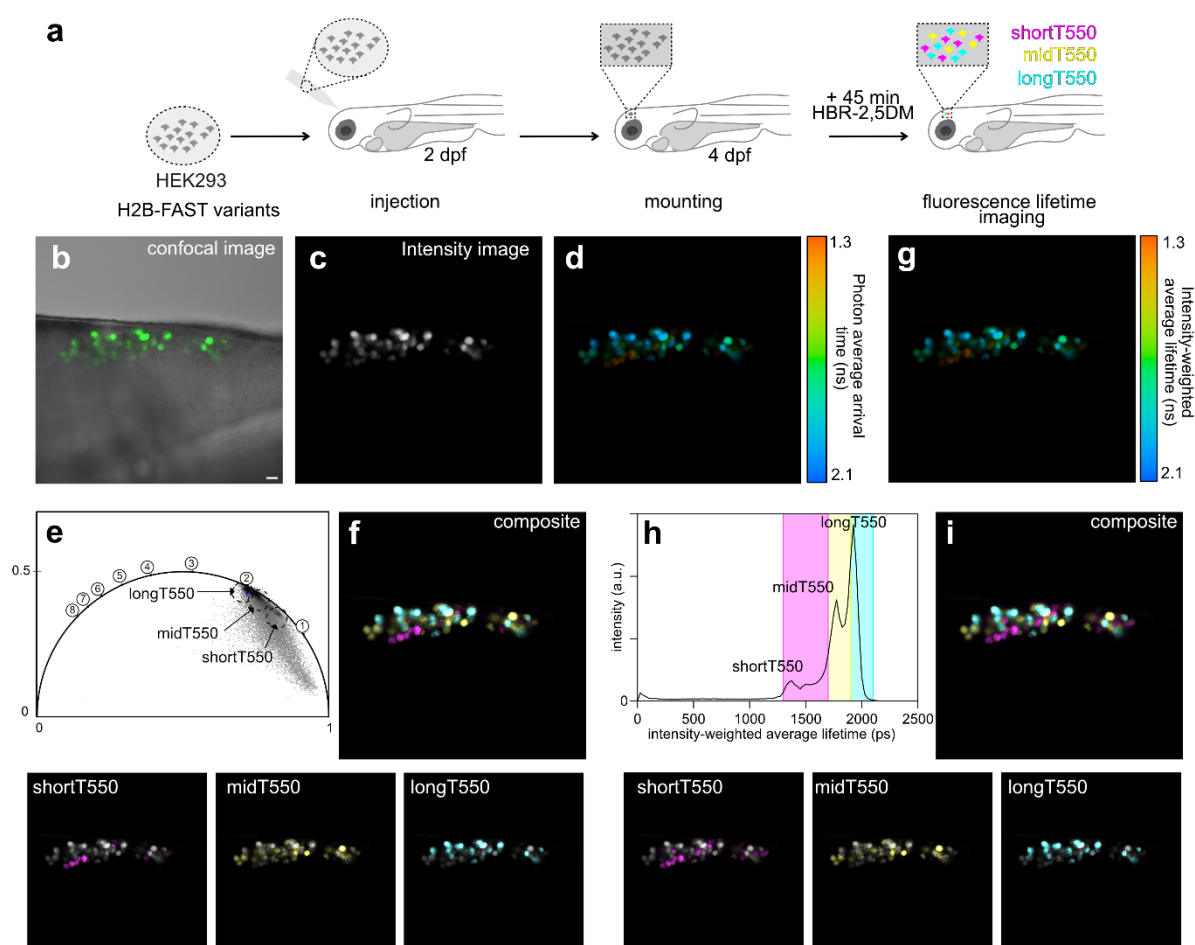 a
shortT550
midT550
longT550
+ 45 min
HBR-2,5DM
2 dpf
4 dpf
HEK293
H2B-FAST variants
injection
mounting
fluorescence lifetime
imaging
b
confocal image
c
Intensity image
d
1.3
Photon average arrival
time (ns)
2.1
g
1.3
Intensity-weighted
average lifetime (ns)
2.1
e
0.5
0
0
1
8
7
6
5
4
3
2
1
longT550
midT550
shortT550
f
composite
h
longT550
midT550
shortT550
intensity (a.u.)
0
0
500
1000
1500
2000
2500
intensity-weighted average lifetime (ps)
i
composite
shortT550
midT550
longT550
shortT550
midT550
longT550